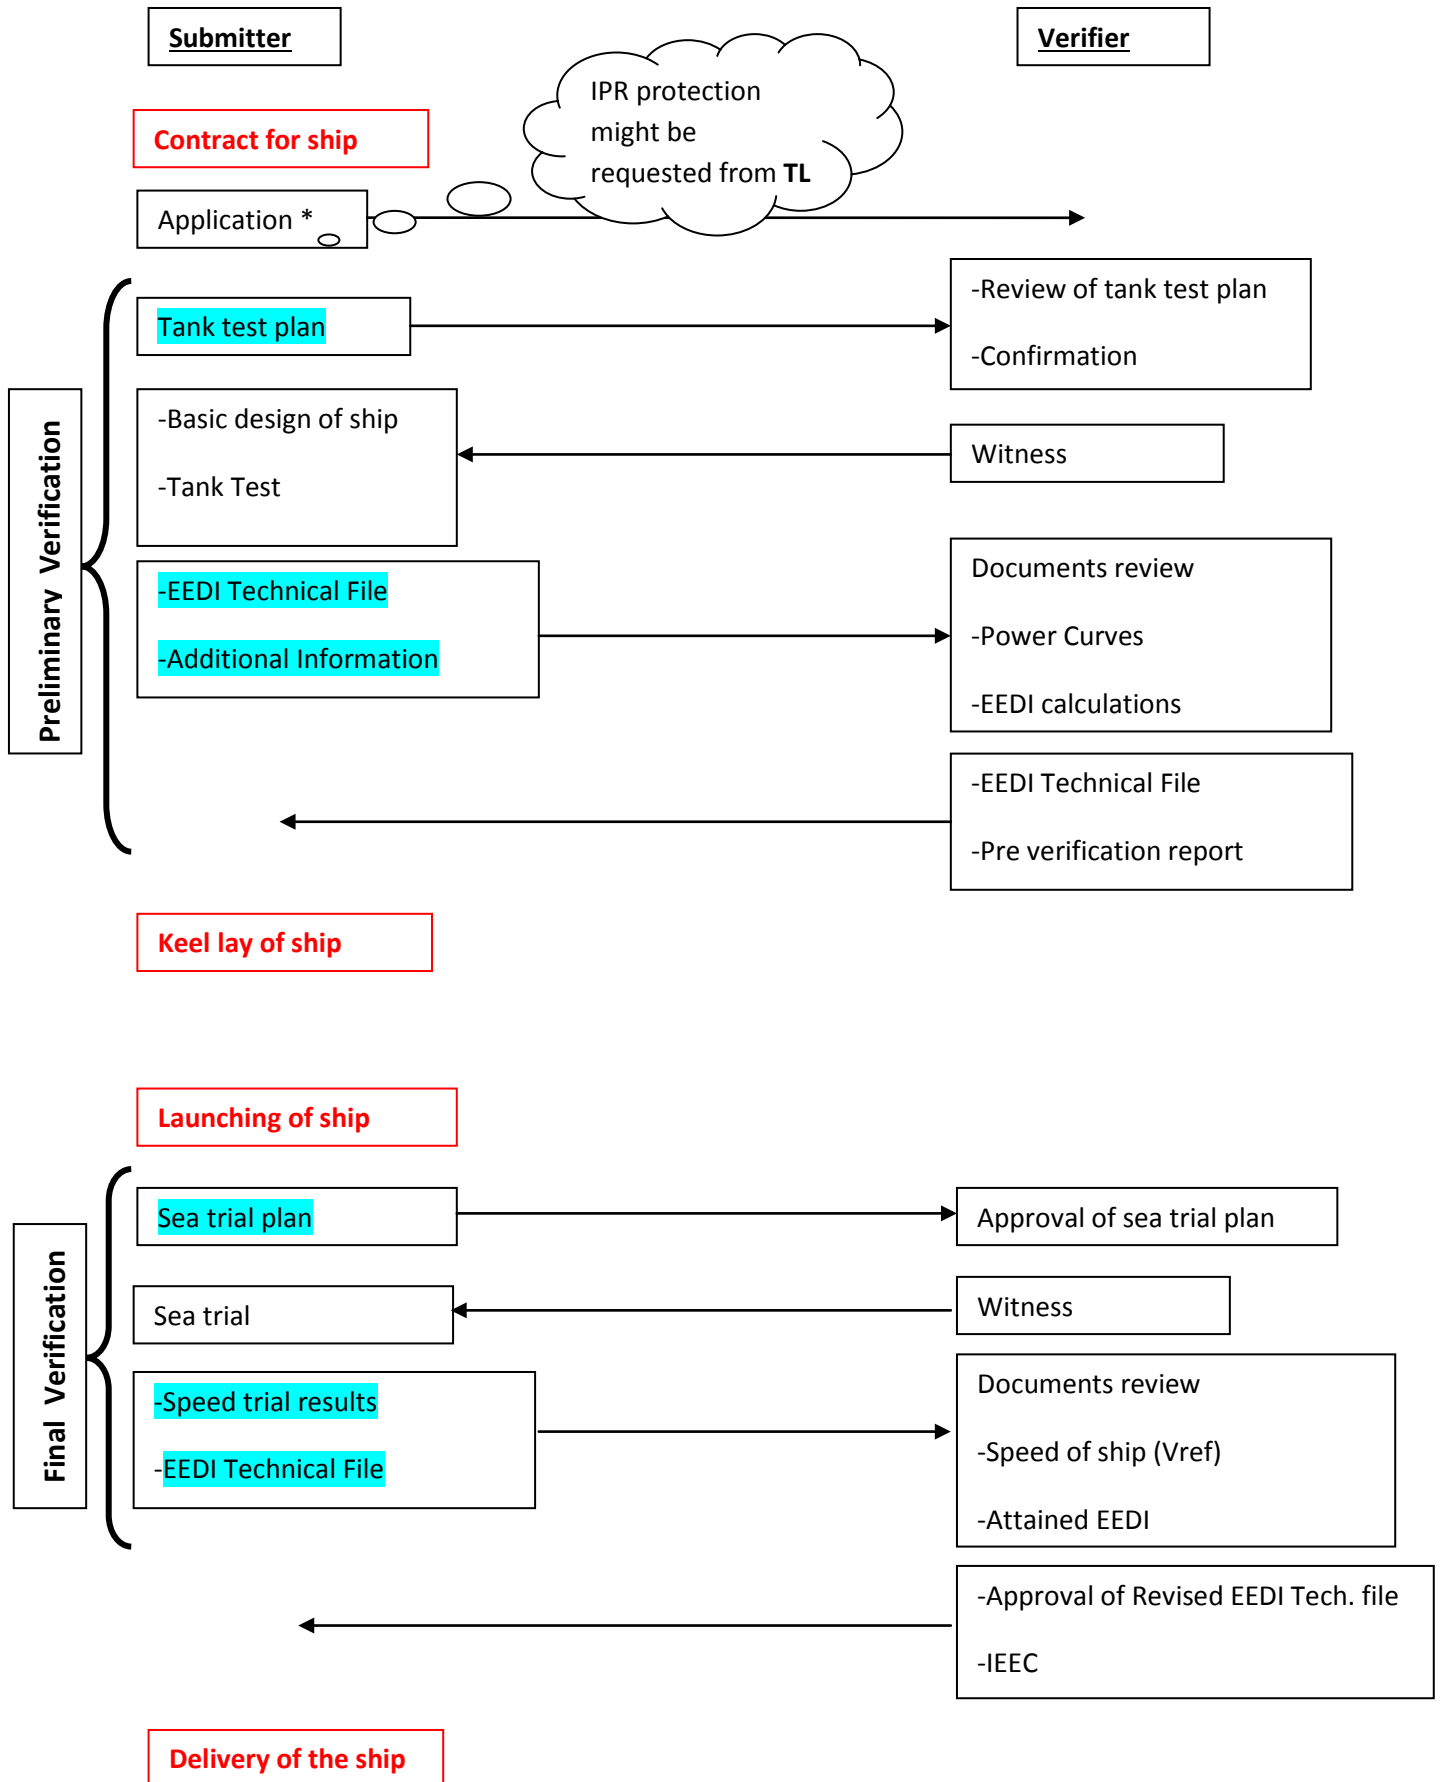 Submitter
Verifier
IPR protection
might be
requested from TL
Contract for ship
Application *
Preliminary Verification
Tank test plan
-Review of tank test plan
-Confirmation
-Basic design of ship
-Tank Test
Witness
-EEDI Technical File
-Additional Information
Documents review
-Power Curves
-EEDI calculations
-EEDI Technical File
-Pre verification report
Keel lay of ship
Launching of ship
Final Verification
Sea trial plan
Approval of sea trial plan
Sea trial
Witness
-Speed trial results
-EEDI Technical File
Documents review
-Speed of ship (Vref)
-Attained EEDI
-Approval of Revised EEDI Tech. file
-IEEC
Delivery of the ship